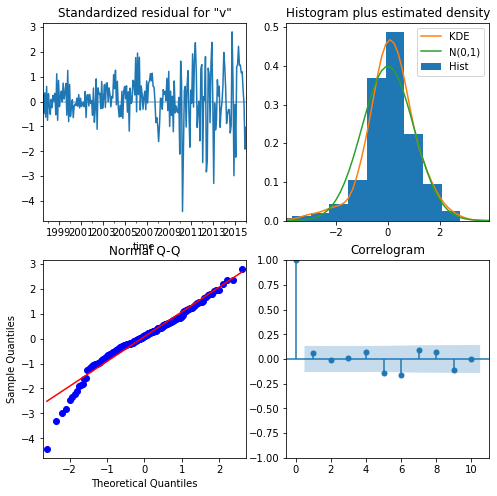 Standardized residual for "v"
3
2
1
0
−1
−2
−3
−4
1999 2001 2003 2005 2007 2009 2011 2013 2015
time
Histogram plus estimated density
KDE
N(0,1)
Hist
0.5
0.4
0.3
0.2
0.1
0.0
−2 0 2
Normal Q-Q
Sample Quantiles
3
2
1
0
−1
−2
−3
−4
−2 −1 0 1 2
Theoretical Quantiles
Correlogram
1.00
0.75
0.50
0.25
0.00
−0.25
−0.50
−0.75
−1.00
0 2 4 6 8 10